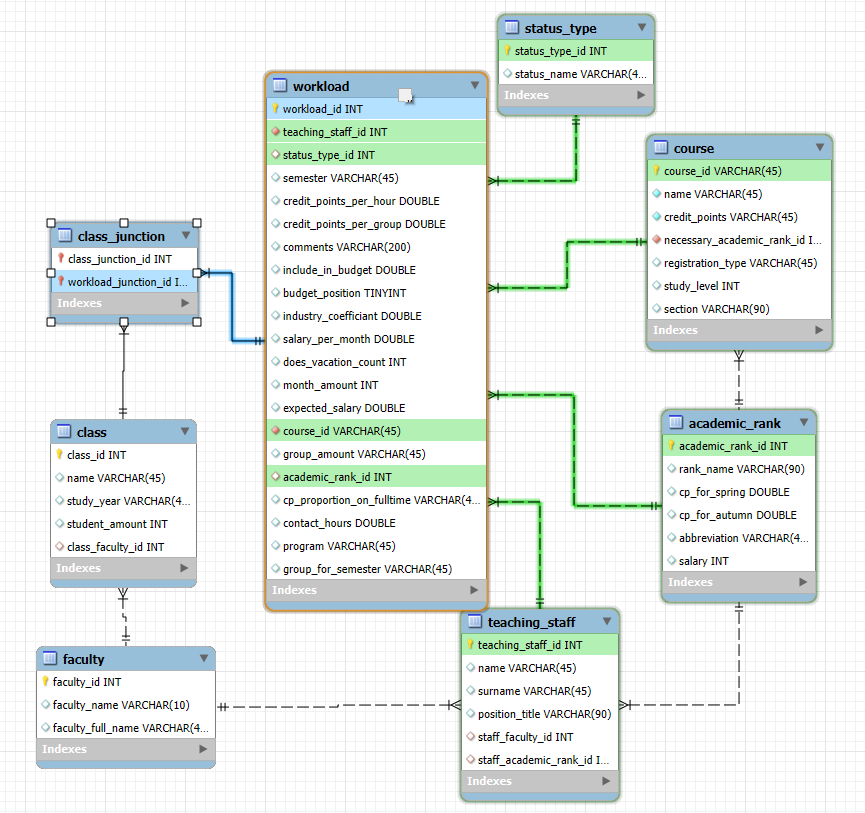 status_type
status_type_id INT
status_name VARCHAR(4...
Indexes
workload
workload_id INT
teaching_staff_id INT
status_type_id INT
semester VARCHAR(45)
credit_points_per_hour DOUBLE
credit_points_per_group DOUBLE
comments VARCHAR(200)
include_in_budget DOUBLE
budget_position TINYINT
industry_coefficiant DOUBLE
salary_per_month DOUBLE
does_vacation_count INT
month_amount INT
expected_salary DOUBLE
course_id VARCHAR(45)
group_amount VARCHAR(45)
academic_rank_id INT
cp_proportion_on_fulltime VARCHAR(4...
contact_hours DOUBLE
program VARCHAR(45)
group_for_semester VARCHAR(45)
Indexes
course
course_id VARCHAR(45)
name VARCHAR(45)
credit_points VARCHAR(45)
necessary_academic_rank_id I...
registration_type VARCHAR(45)
study_level INT
section VARCHAR(90)
Indexes
class_junction
class_junction_id INT
workload_junction_id I...
Indexes
class
class_id INT
name VARCHAR(45)
study_year VARCHAR(4...
student_amount INT
class_faculty_id INT
Indexes
academic_rank
academic_rank_id INT
rank_name VARCHAR(90)
cp_for_spring DOUBLE
cp_for_autumn DOUBLE
abbreviation VARCHAR(4...
salary INT
Indexes
teaching_staff
teaching_staff_id INT
name VARCHAR(45)
surname VARCHAR(45)
position_title VARCHAR(90)
staff_faculty_id INT
staff_academic_rank_id I...
Indexes
faculty
faculty_id INT
faculty_name VARCHAR(10)
faculty_full_name VARCHAR(4...
Indexes